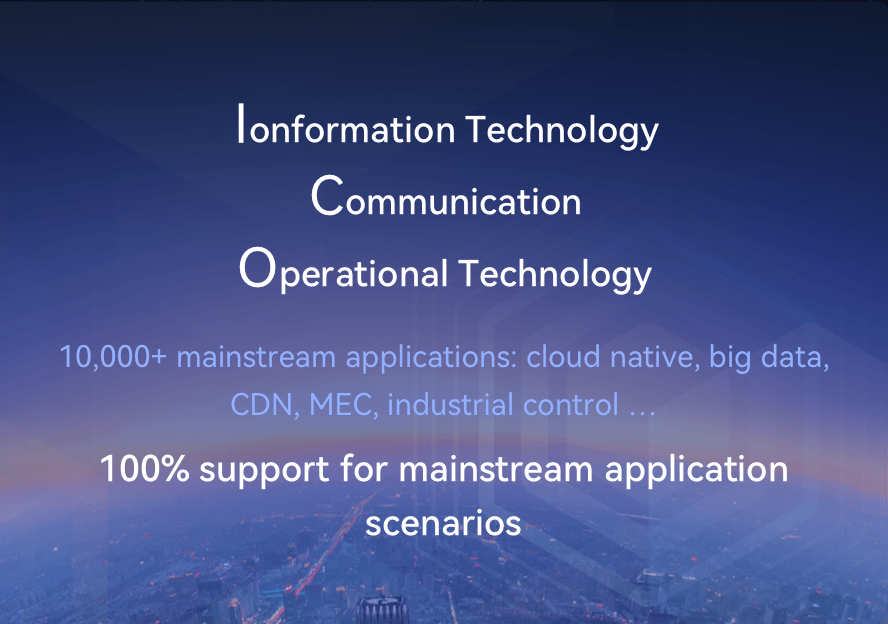 Ionformation Technology
Communication
Operational Technology
10,000+ mainstream applications: cloud native, big data,
CDN, MEC, industrial control …
100% support for mainstream application
scenarios